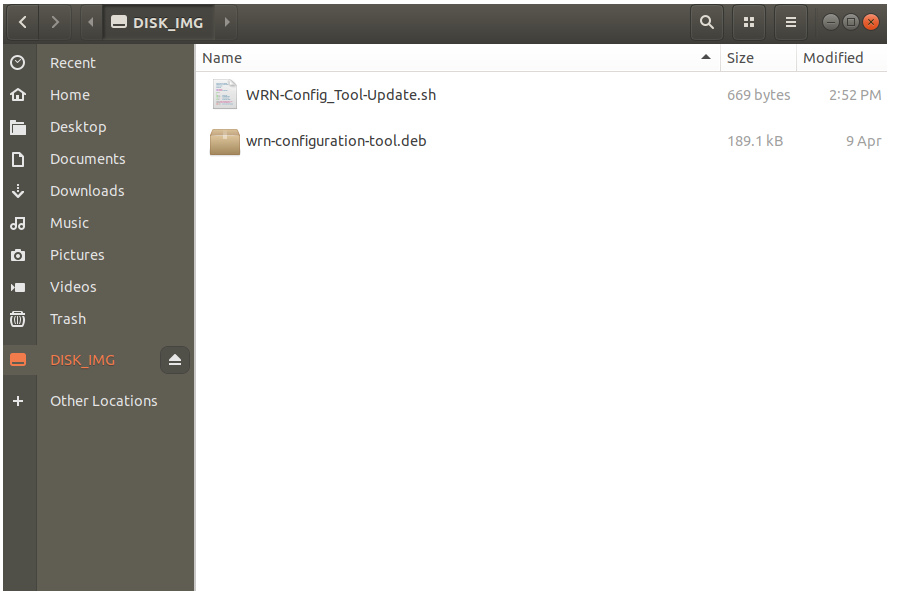 DISK_IMG
Name Size Modified
Recent
Home
Desktop
Documents
Downloads
Music
Pictures
Videos
Trash
DISK_IMG
Other Locations
WRN-Config_Tool-Update.sh 669 bytes 2:52 PM
wrn-configuration-tool.deb 189.1 kB 9 Apr